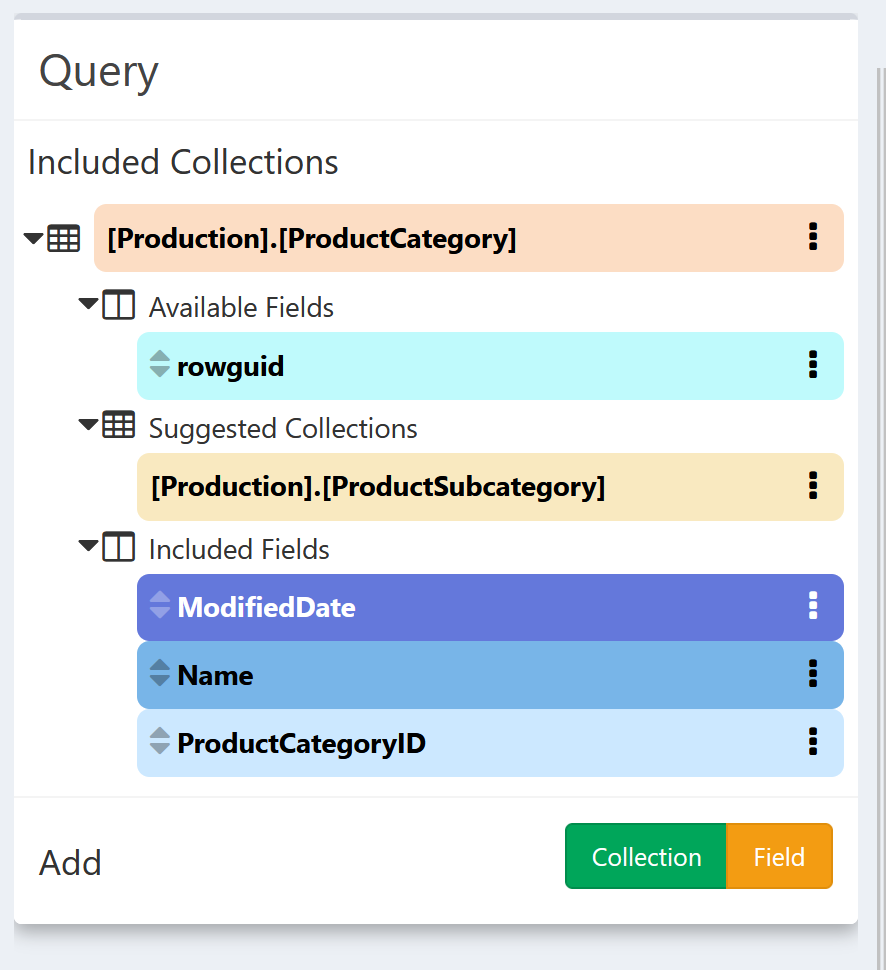 Query
Included Collections
[Production].[ProductCategory]
Available Fields
rowguid
Suggested Collections
[Production].[ProductSubcategory]
Included Fields
ModifiedDate
Name
ProductCategoryID
Add Collection Field